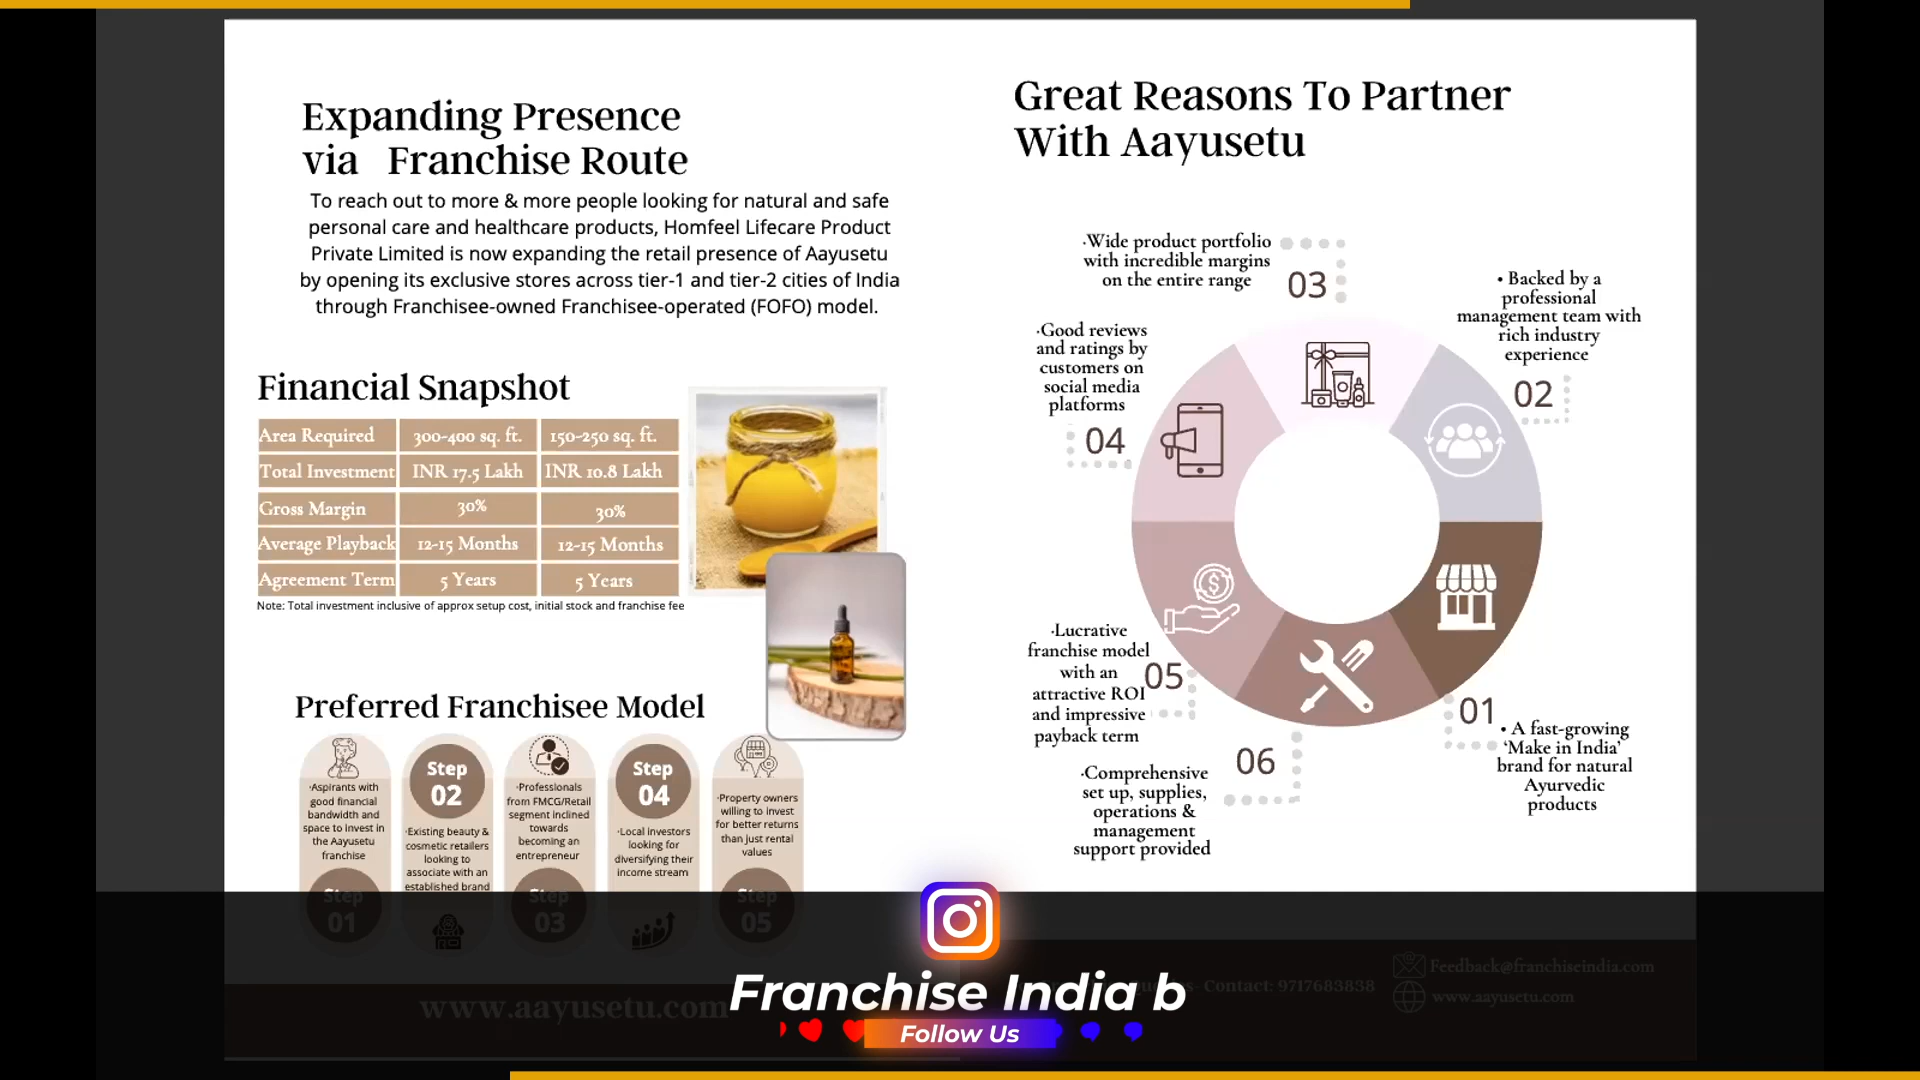 Expanding Presence
via Franchise Route
To reach out to more & more people looking for natural and safe
personal care and healthcare products, Homfeel Lifecare Product
Private Limited is now expanding the retail presence of Aayusetu
by opening its exclusive stores across tier-1 and tier-2 cities of India
through Franchisee-owned Franchisee-operated (FOFO) model.
Financial Snapshot
Area Required 300-400 sq. ft. 150-250 sq. ft.
Total Investment INR 17.5 Lakh INR 10.8 Lakh
Gross Margin 30% 30%
Average Playback 12-15 Months 12-15 Months
Agreement Term 5 Years 5 Years
Note: Total investment inclusive of approx setup cost, initial stock and franchise fee
Preferred Franchisee Model
·Aspirants with
good financial
bandwidth and
space to invest in
the Aayusetu
franchise
Step
01
Step
02
·Existing beauty &
cosmetic retailers
looking to
associate with an
established brand
·Professionals
from FMCG/Retail
segment inclined
towards
becoming an
entrepreneur
Step
03
Step
04
·Local investors
looking for
diversifying their
income stream
·Property owners
willing to invest
for better returns
than just rental
values
Step
05
www.aayusetu.com
Great Reasons To Partner
With Aayusetu
·Wide product portfolio
with incredible margins
on the entire range
03
• Backed by a
professional
management team with
rich industry
experience
02
·Good reviews
and ratings by
customers on
social media
platforms
04
·Lucrative
franchise model
with an
attractive ROI
and impressive
payback term
05
01
• A fast-growing
‘Make in India’
brand for natural
Ayurvedic
products
06
·Comprehensive
set up, supplies,
operations &
management
support provided
Contact: 9717683838
Feedback@franchiseindia.com
www.aayusetu.com
Franchise India b
Follow Us